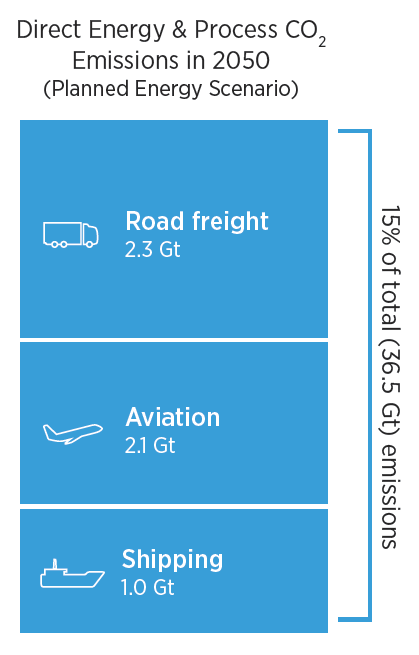 Direct Energy & Process CO2
Emissions in 2050
(Planned Energy Scenario)
Road freight
2.3 Gt
Aviation
2.1 Gt
Shipping
1.0 Gt
15% of total (36.5 Gt) emissions